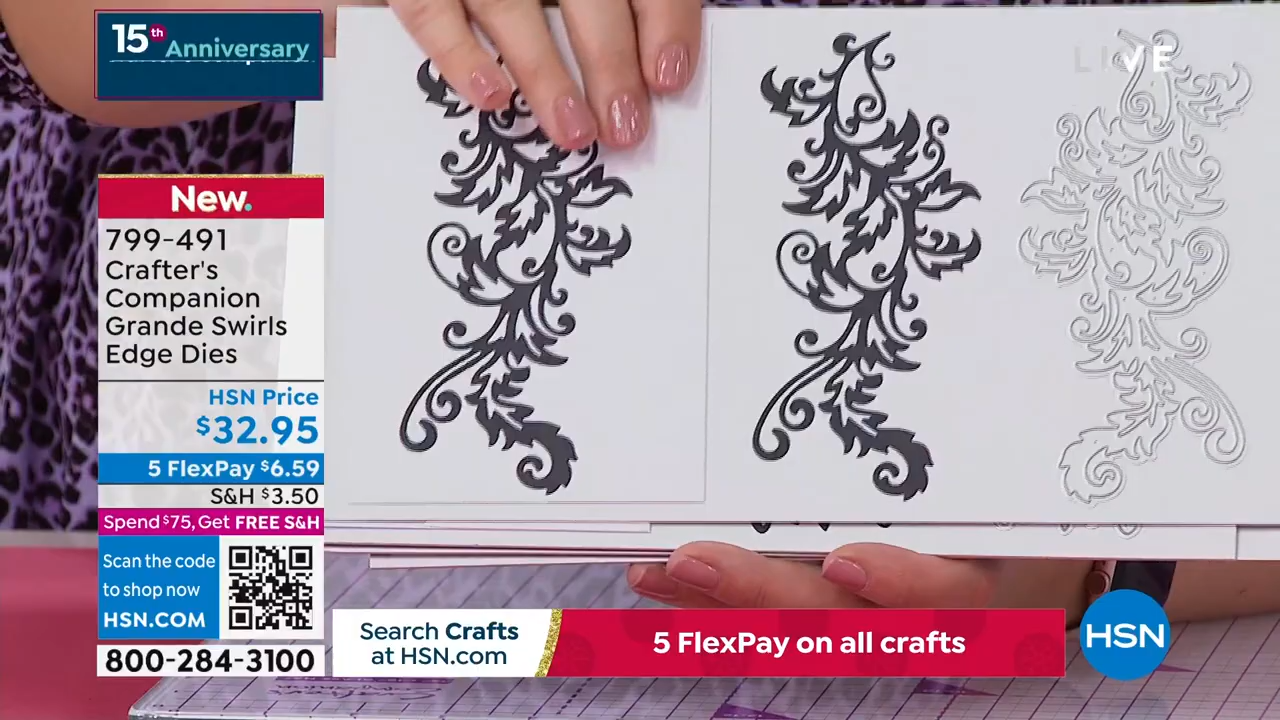 15th Anniversary
LIVE
New.
799-491
Crafter's
Companion
Grande Swirls
Edge Dies
HSN Price
$32.95
5 FlexPay $6.59
S&H $3.50
Spend $75, Get FREE S&H
Scan the code
to shop now
HSN.COM
800-284-3100
Search Crafts
at HSN.com
5 FlexPay on all crafts
HSN